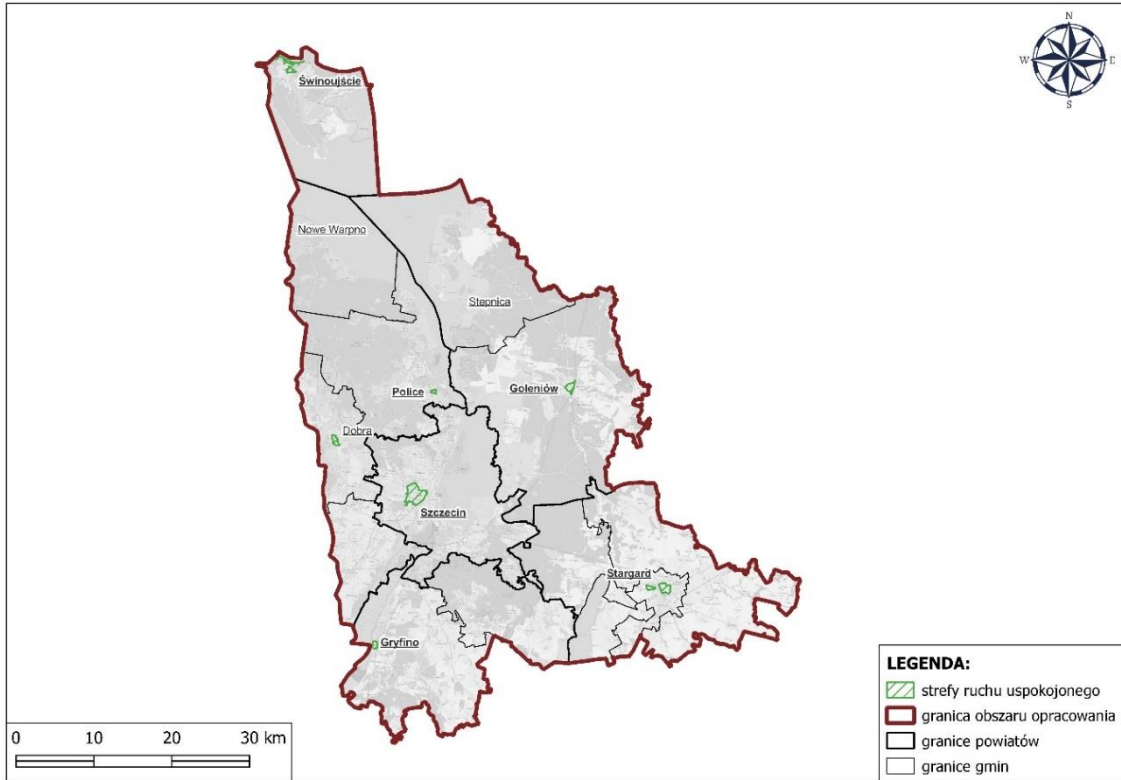 N
W E
S
Świnoujście
Nowe Warpno
Stepnica
Police
Goleniów
Dobra
Szczecin
Stargard
Gryfino
LEGENDA:
strefy ruchu uspokojonego
granica obszaru opracowania
granice powiatów
granice gmin
0 10 20 30 km